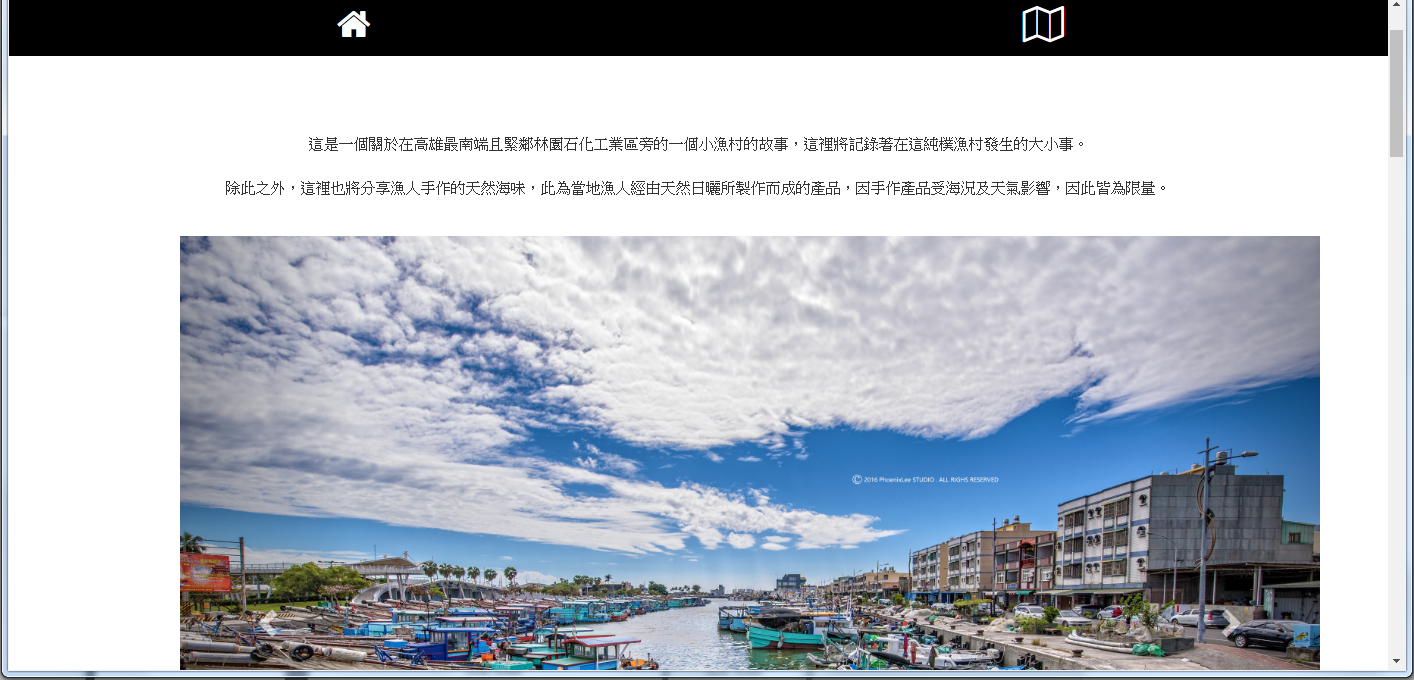 這是一個關於在高雄最南端且緊鄰林園石化工業區旁的一個小漁村的故事，這裡將記錄著在這純樸漁村發生的大小事。
除此之外，這裡也將分享漁人手作的天然海味，此為當地漁人經由天然日曬所製作而成的產品，因手作產品受海況及天氣影響，因此皆為限量。
© 2016 PhoenixLee STUDIO . ALL RIGHS RESERVED